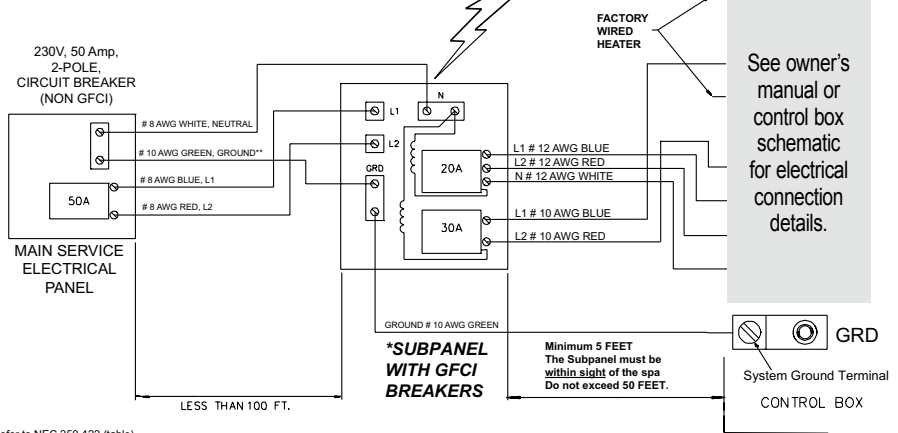 FACTORY
WIRED
HEATER
230V, 50 Amp,
2-POLE,
CIRCUIT BREAKER
(NON GFCI)
# 8 AWG WHITE, NEUTRAL
# 10 AWG GREEN, GROUND**
# 8 AWG BLUE, L1
# 8 AWG RED, L2
50A
MAIN SERVICE
ELECTRICAL
PANEL
N
L1
L2
GRD
20A
30A
L1 # 12 AWG BLUE
L2 # 12 AWG RED
N # 12 AWG WHITE
L1 # 10 AWG BLUE
L2 # 10 AWG RED
See owner's
manual or
control box
schematic
for electrical
connection
details.
GROUND # 10 AWG GREEN
*SUBPANEL
WITH GFCI
BREAKERS
Minimum 5 FEET
The Subpanel must be
within sight of the spa
Do not exceed 50 FEET.
GRD
System Ground Terminal
CONTROL BOX
LESS THAN 100 FT.